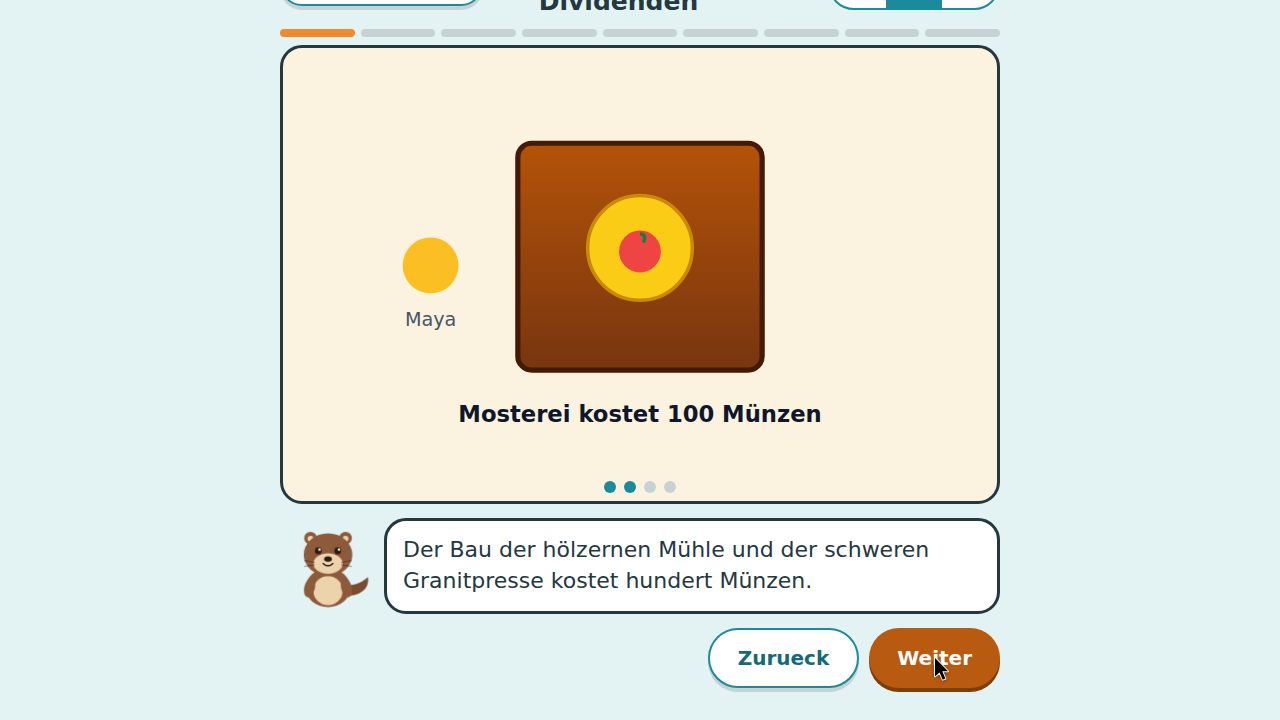 Dividenden
Maya
Mosterei kostet 100 Münzen
Der Bau der hölzernen Mühle und der schweren
Granitpresse kostet hundert Münzen.
Zurueck
Weiter